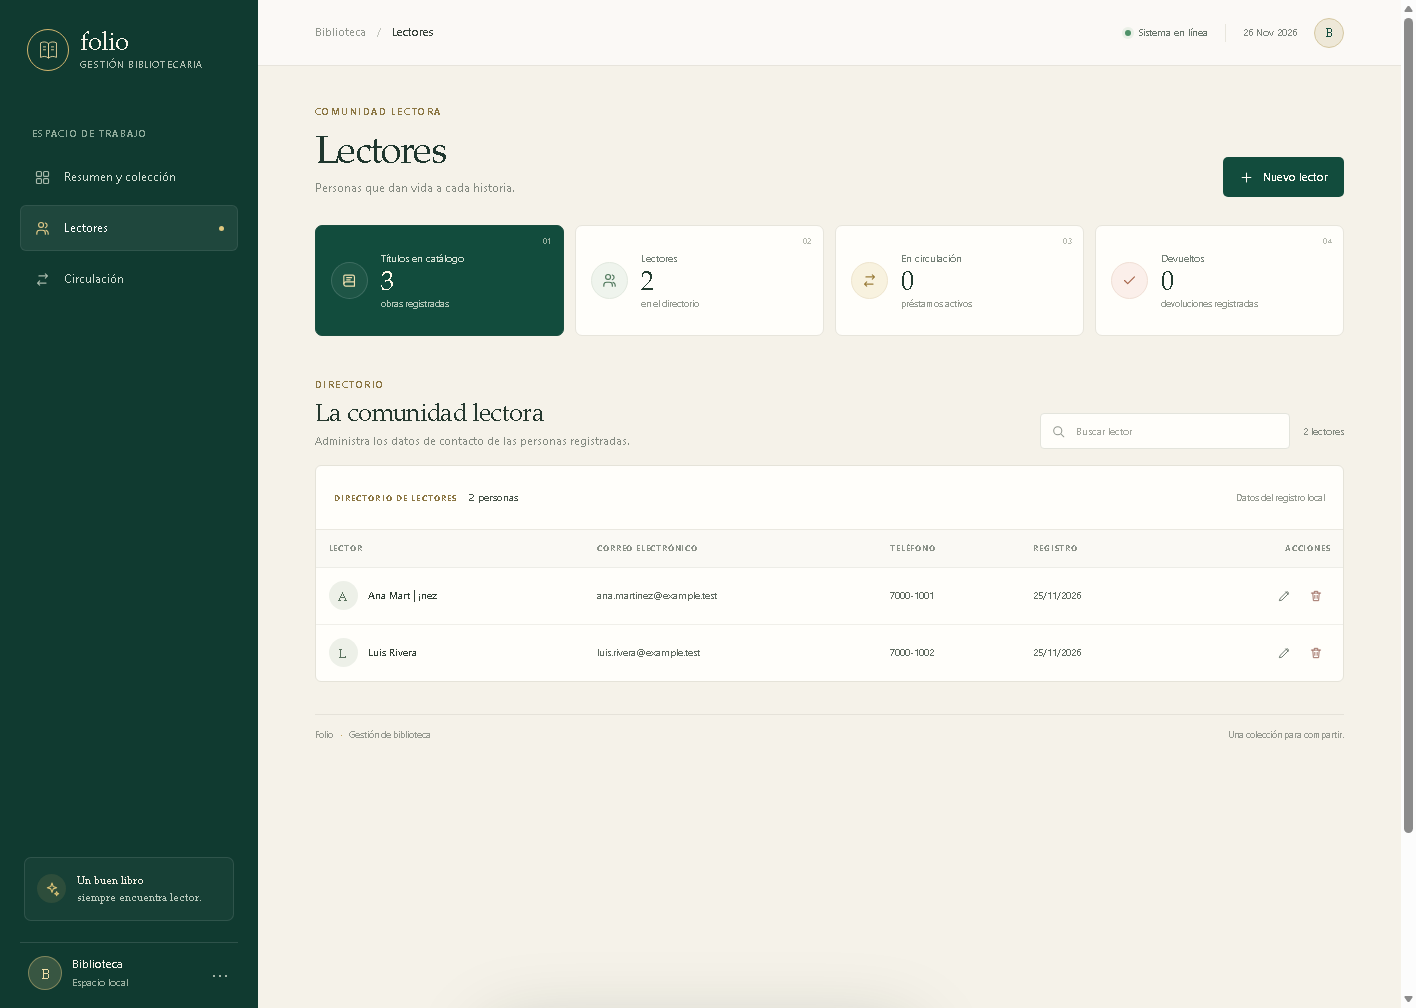 folio
GESTIÓN BIBLIOTECARIA
ESPACIO DE TRABAJO
Resumen y colección
Lectores
Circulación
Un buen libro
siempre encuentra lector.
B
Biblioteca
Espacio local
...
Biblioteca / Lectores
Sistema en línea
26 Nov 2026
B
COMUNIDAD LECTORA
Lectores
Personas que dan vida a cada historia.
+ Nuevo lector
01
Títulos en catálogo
3
obras registradas
02
Lectores
2
en el directorio
03
En circulación
0
préstamos activos
04
Devueltos
0
devoluciones registradas
DIRECTORIO
La comunidad lectora
Administra los datos de contacto de las personas registradas.
Buscar lector
2 lectores
DIRECTORIO DE LECTORES 2 personas
Datos del registro local
LECTOR CORREO ELECTRÓNICO TELÉFONO REGISTRO ACCIONES
A Ana Mart├¡nez ana.martinez@example.test 7000-1001 25/11/2026
L Luis Rivera luis.rivera@example.test 7000-1002 25/11/2026
Folio · Gestión de biblioteca
Una colección para compartir.